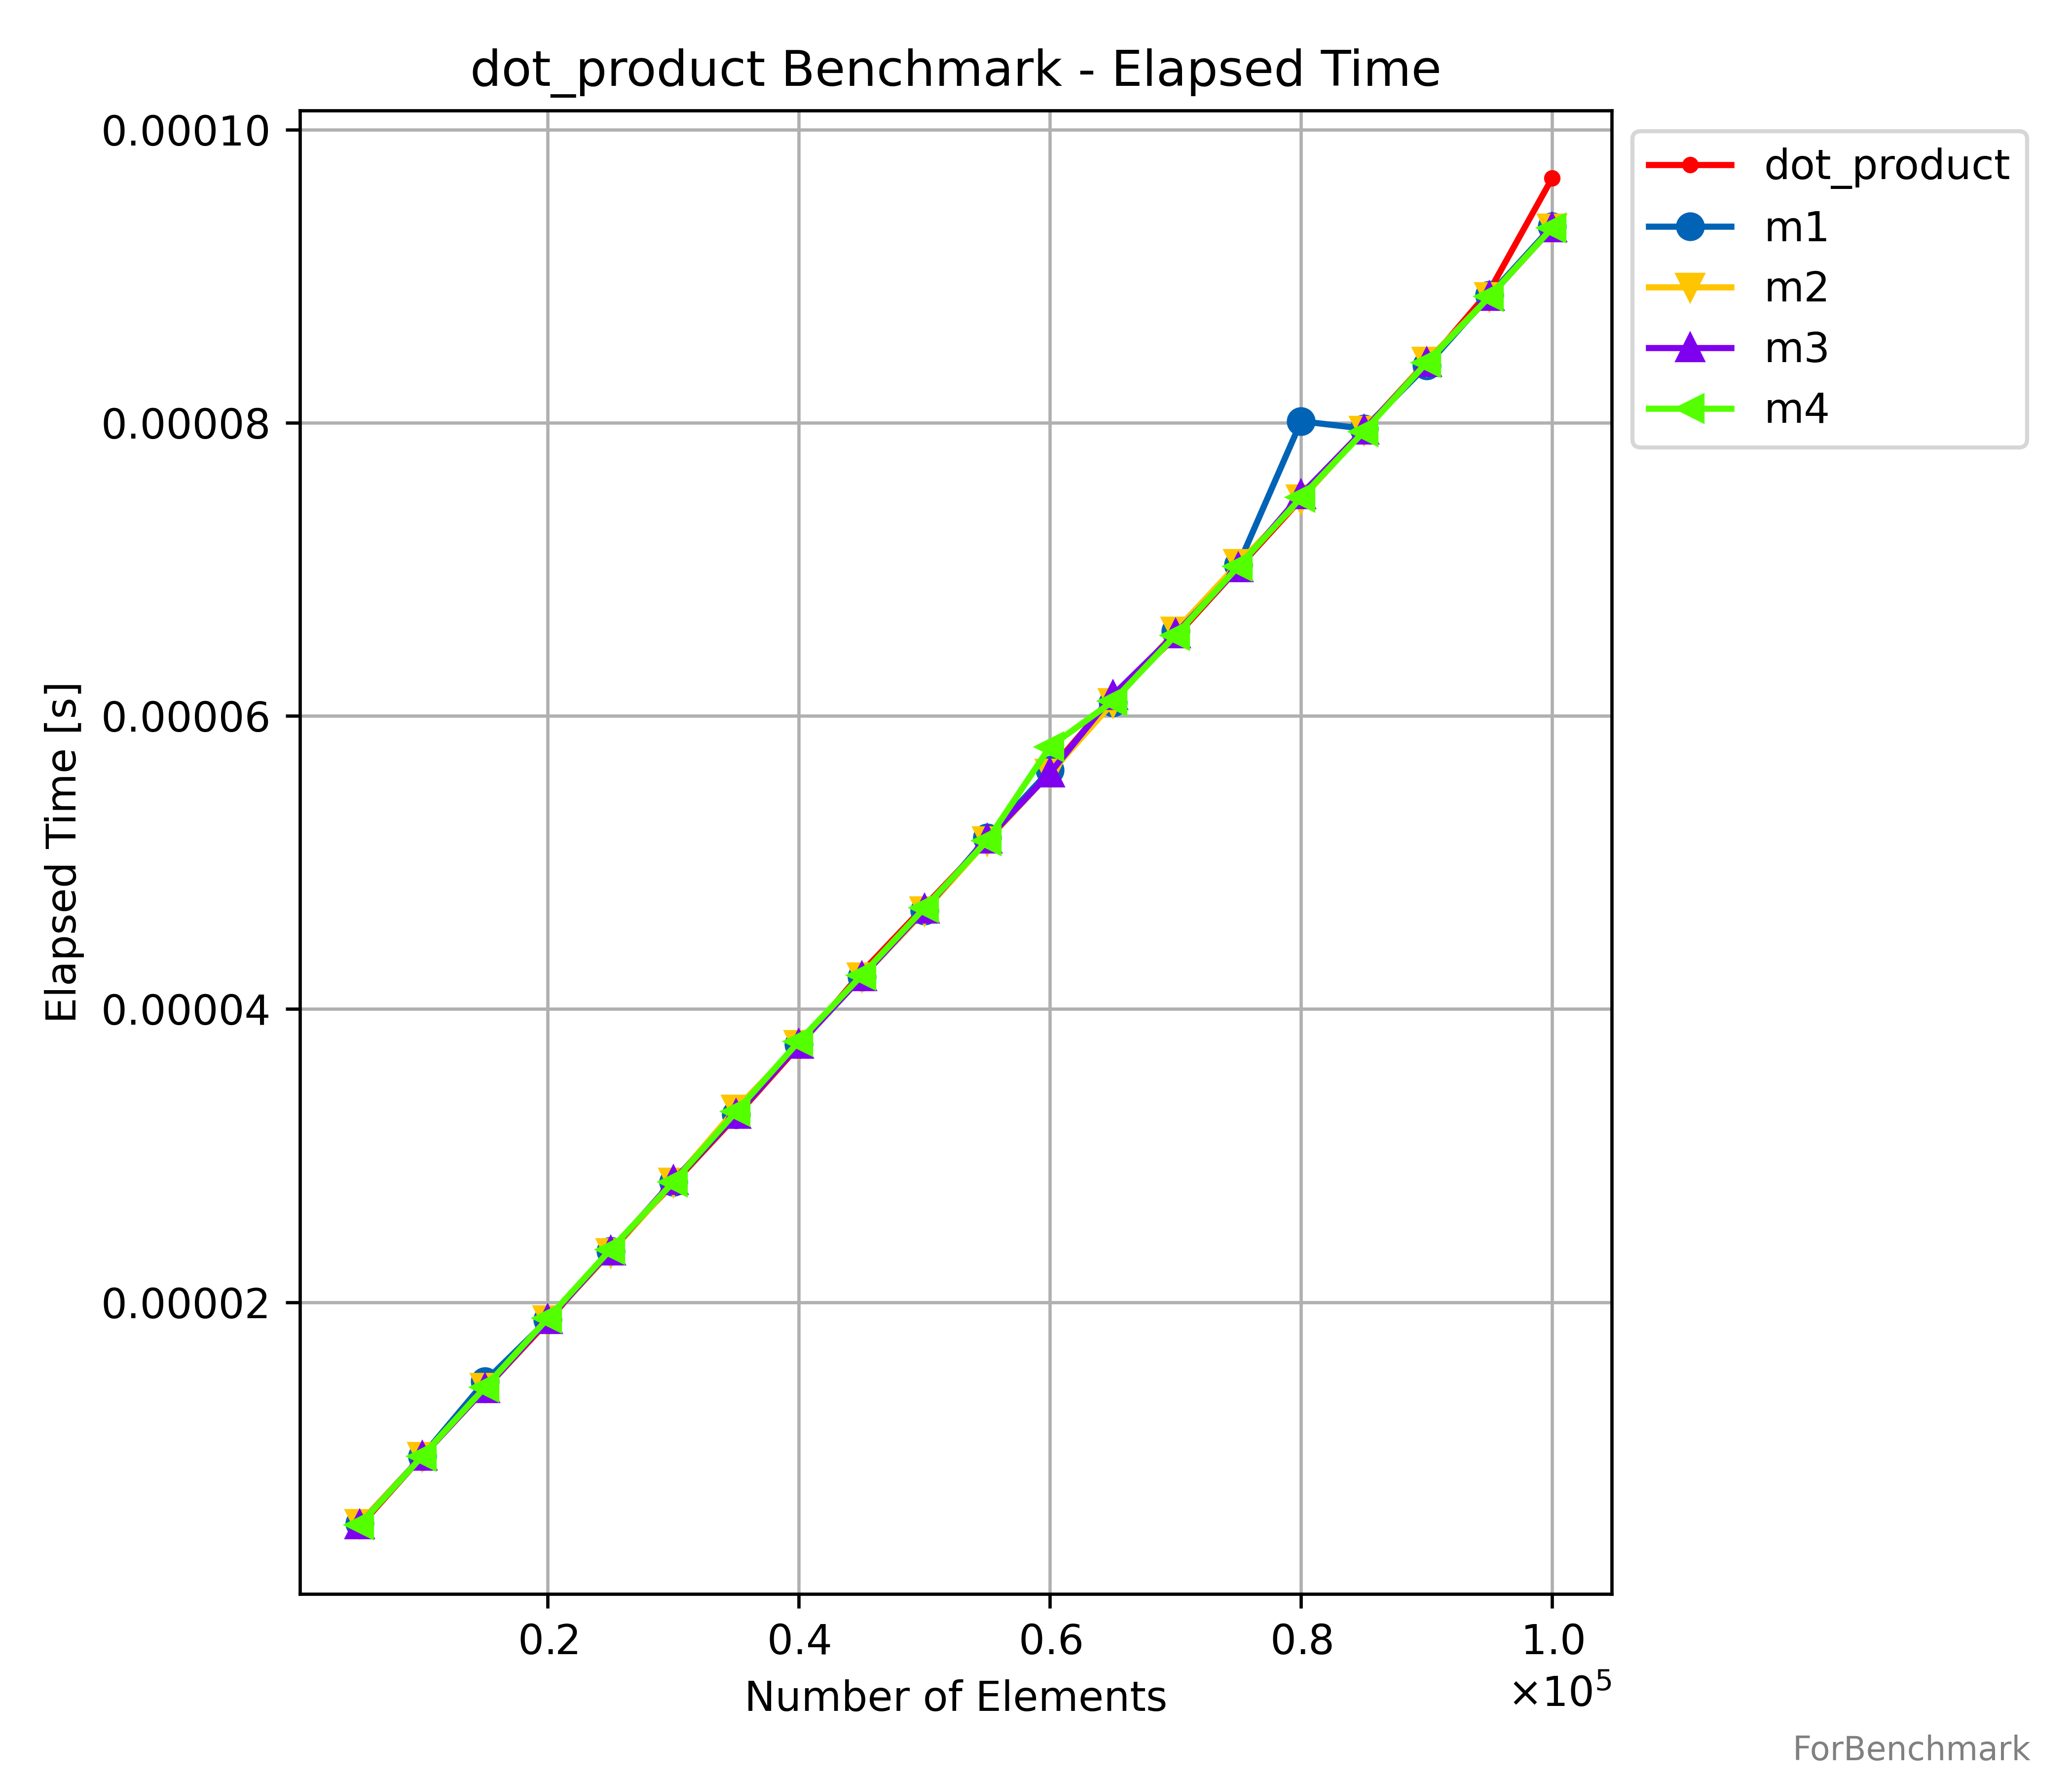 dot_product Benchmark - Elapsed Time
0.00010
0.00008
0.00006
0.00004
0.00002
Elapsed Time [s]
0.2 0.4 0.6 0.8 1.0
×10⁵
Number of Elements
dot_product
m1
m2
m3
m4
ForBenchmark